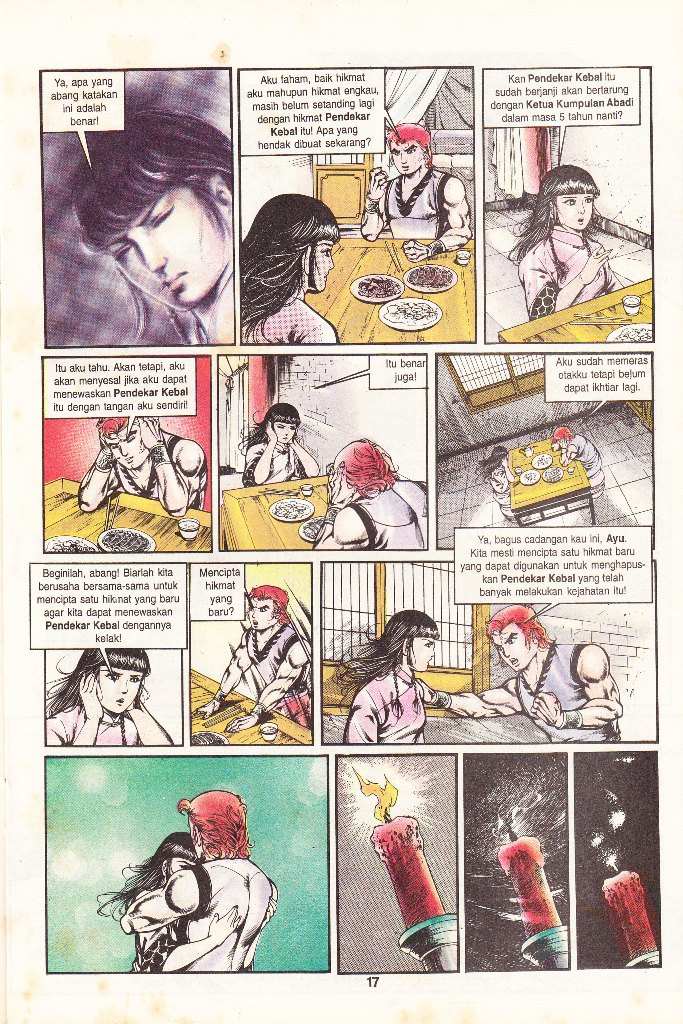 Ya, apa yang
abang katakan
ini adalah
benar!
Aku faham, baik hikmat
aku mahupun hikmat engkau,
masih belum setanding lagi
dengan hikmat Pendekar
Kebal itu! Apa yang
hendak dibuat sekarang?
Kan Pendekar Kebal itu
sudah berjanji akan bertarung
dengan Ketua Kumpulan Abadi
dalam masa 5 tahun nanti?
Itu aku tahu. Akan tetapi, aku
akan menyesal jika aku dapat
menewaskan Pendekar Kebal
itu dengan tangan aku sendiri!
Itu benar
juga!
Aku sudah memeras
otakku tetapi belum
dapat ikhtiar lagi.
Beginilah, abang! Biarlah kita
berusaha bersama-sama untuk
mencipta satu hikmat yang baru
agar kita dapat menewaskan
Pendekar Kebal dengannya
kelak!
Mencipta
hikmat
yang
baru?
Ya, bagus cadangan kau ini, Ayu.
Kita mesti mencipta satu hikmat baru
yang dapat digunakan untuk menghapus-
kan Pendekar Kebal yang telah
banyak melakukan kejahatan itu!
17